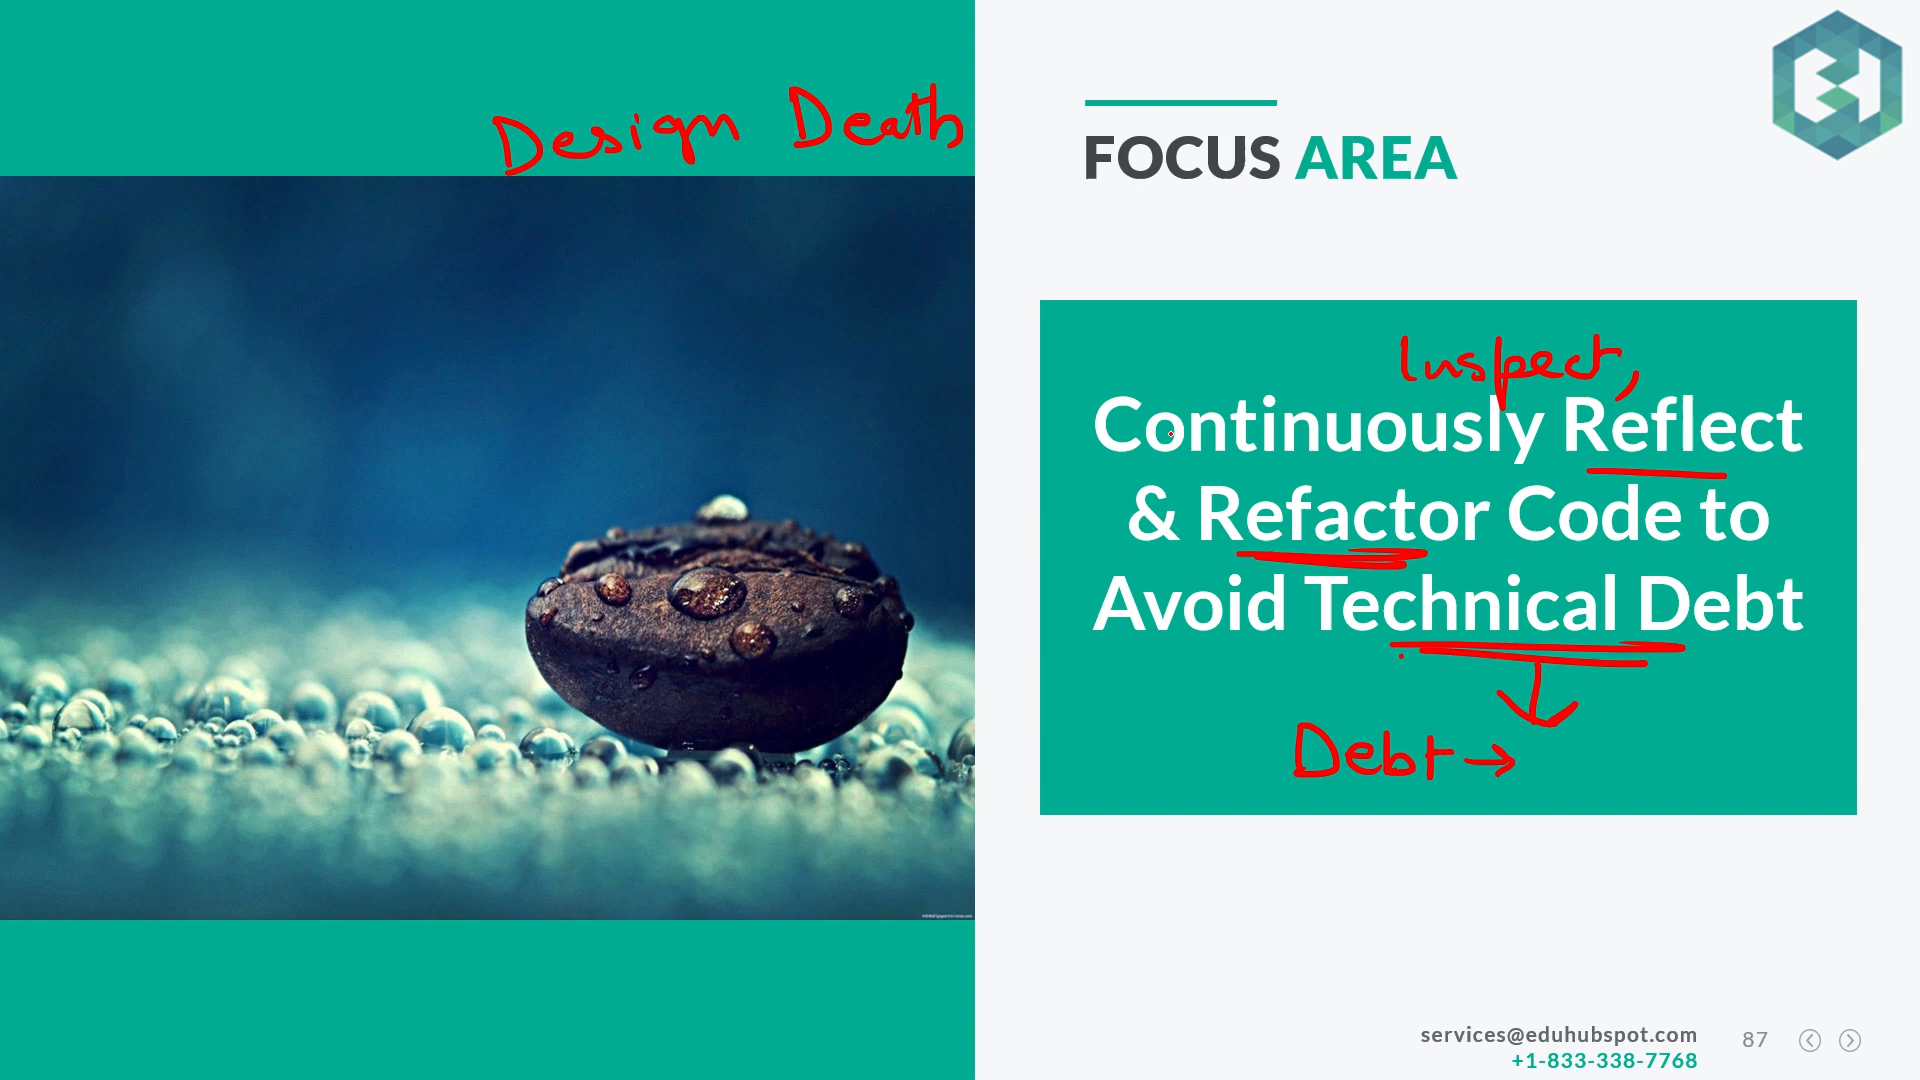 Design Death
FOCUS AREA
Inspect,
Continuously Reflect
& Refactor Code to
Avoid Technical Debt
Debt →
services@eduhubspot.com
+1-833-338-7768
87